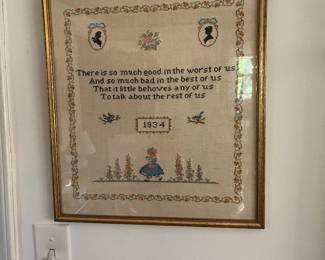 There is so much good in the worst of us
And so much bad in the best of us
That it little behoves any of us
To talk about the rest of us
1934